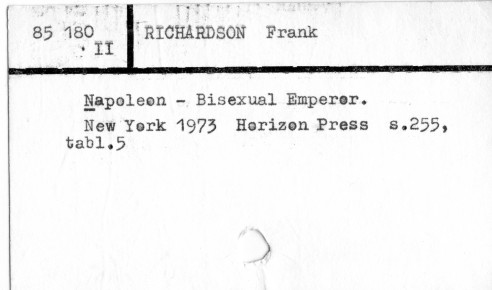 85 180 RICHARDSON Frank
II
Napoleon - Bisexual Emperor.
New York 1973 Horizon Press s.255,
tabl.5